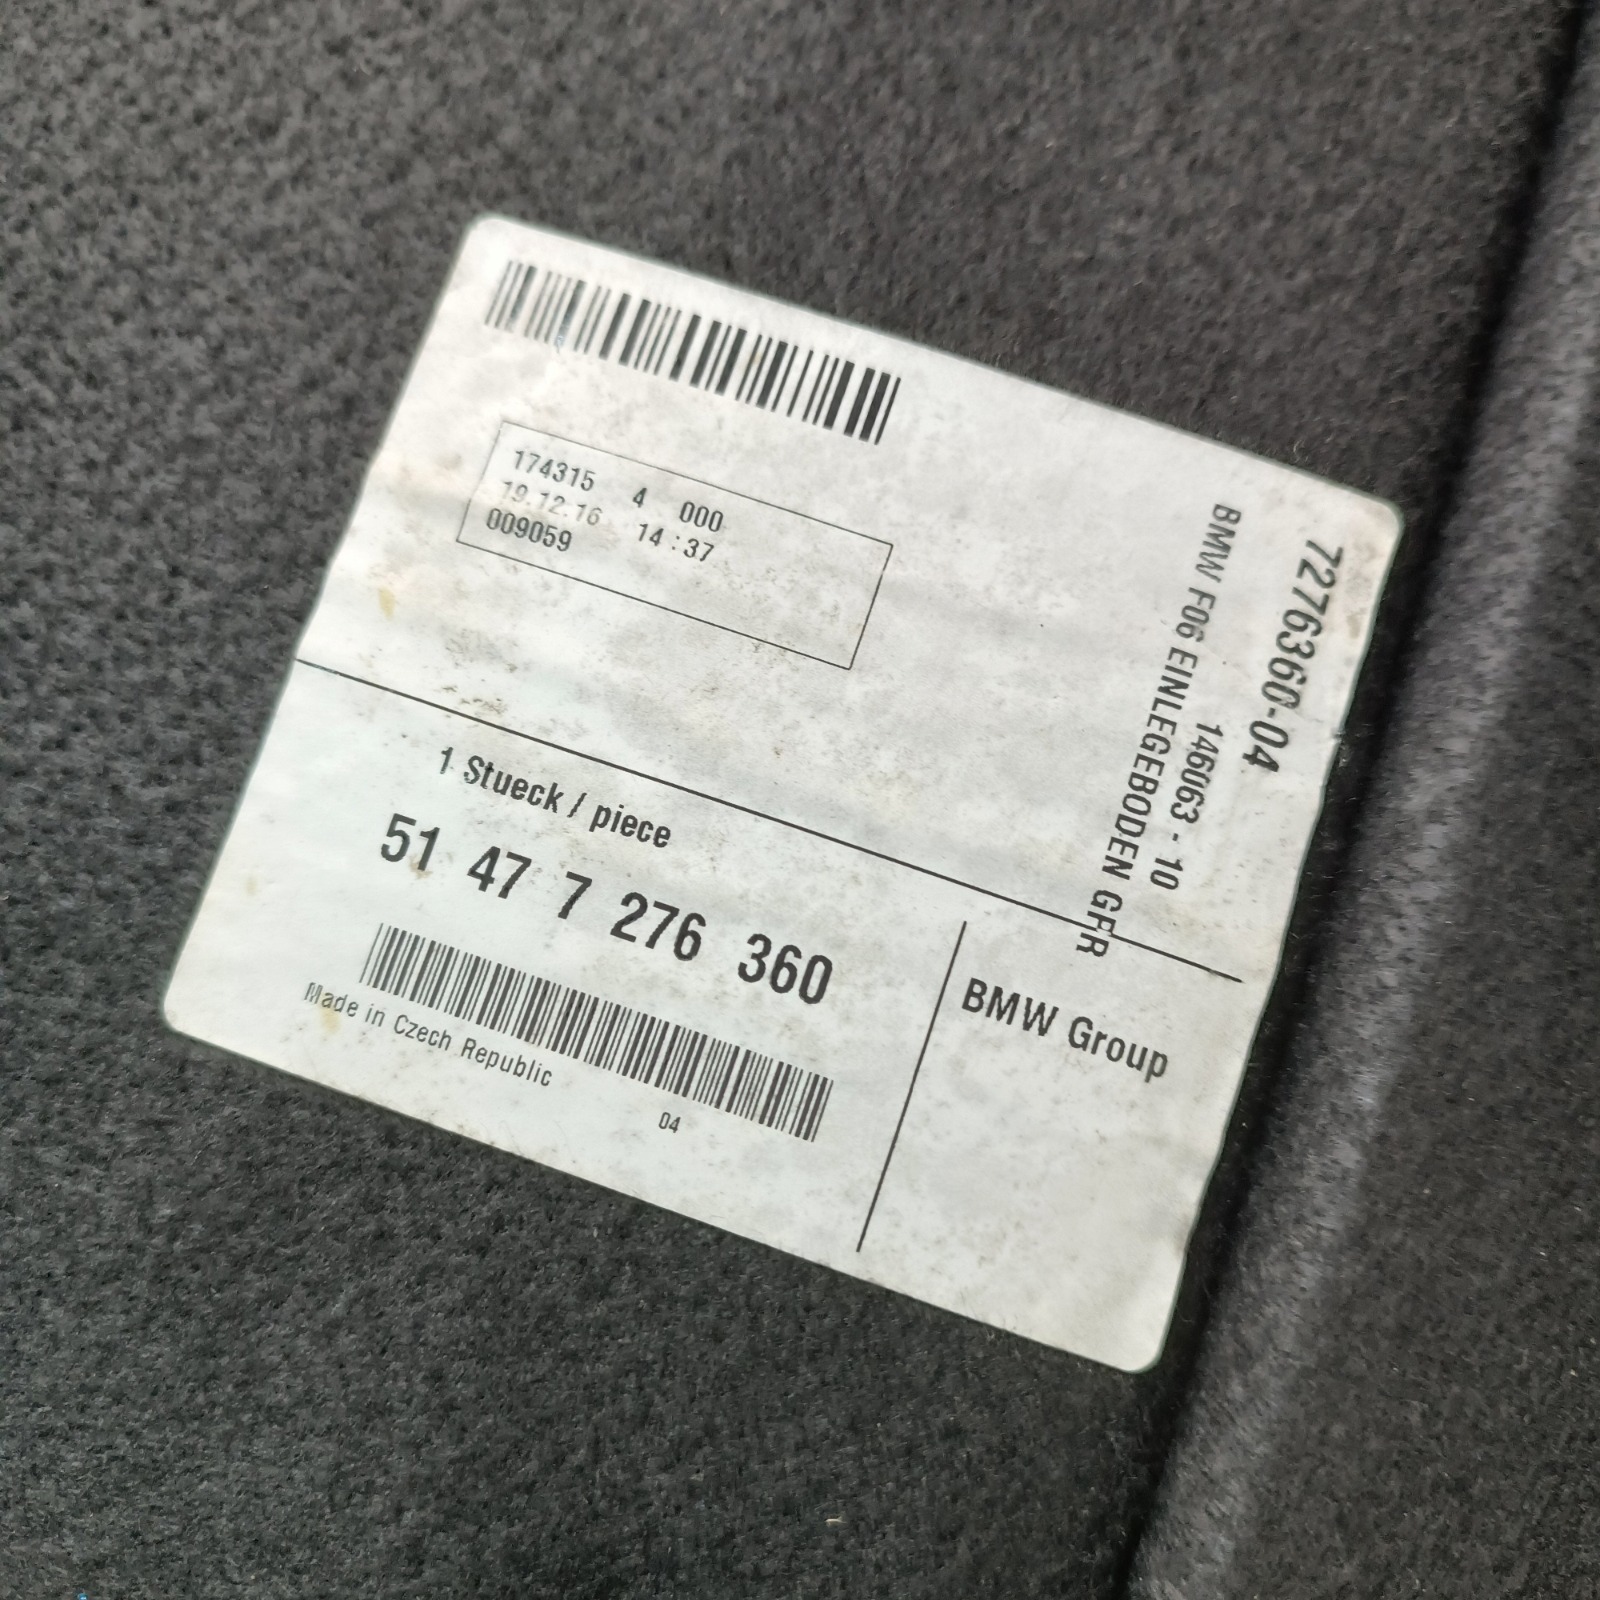 174315 4 000
19.12.16 14:37
009059
7276360-04
146063 - 10
BMW F06 EINLEGEBODEN GFR
1 Stueck / piece
51 47 7 276 360
Made in Czech Republic
04
BMW Group